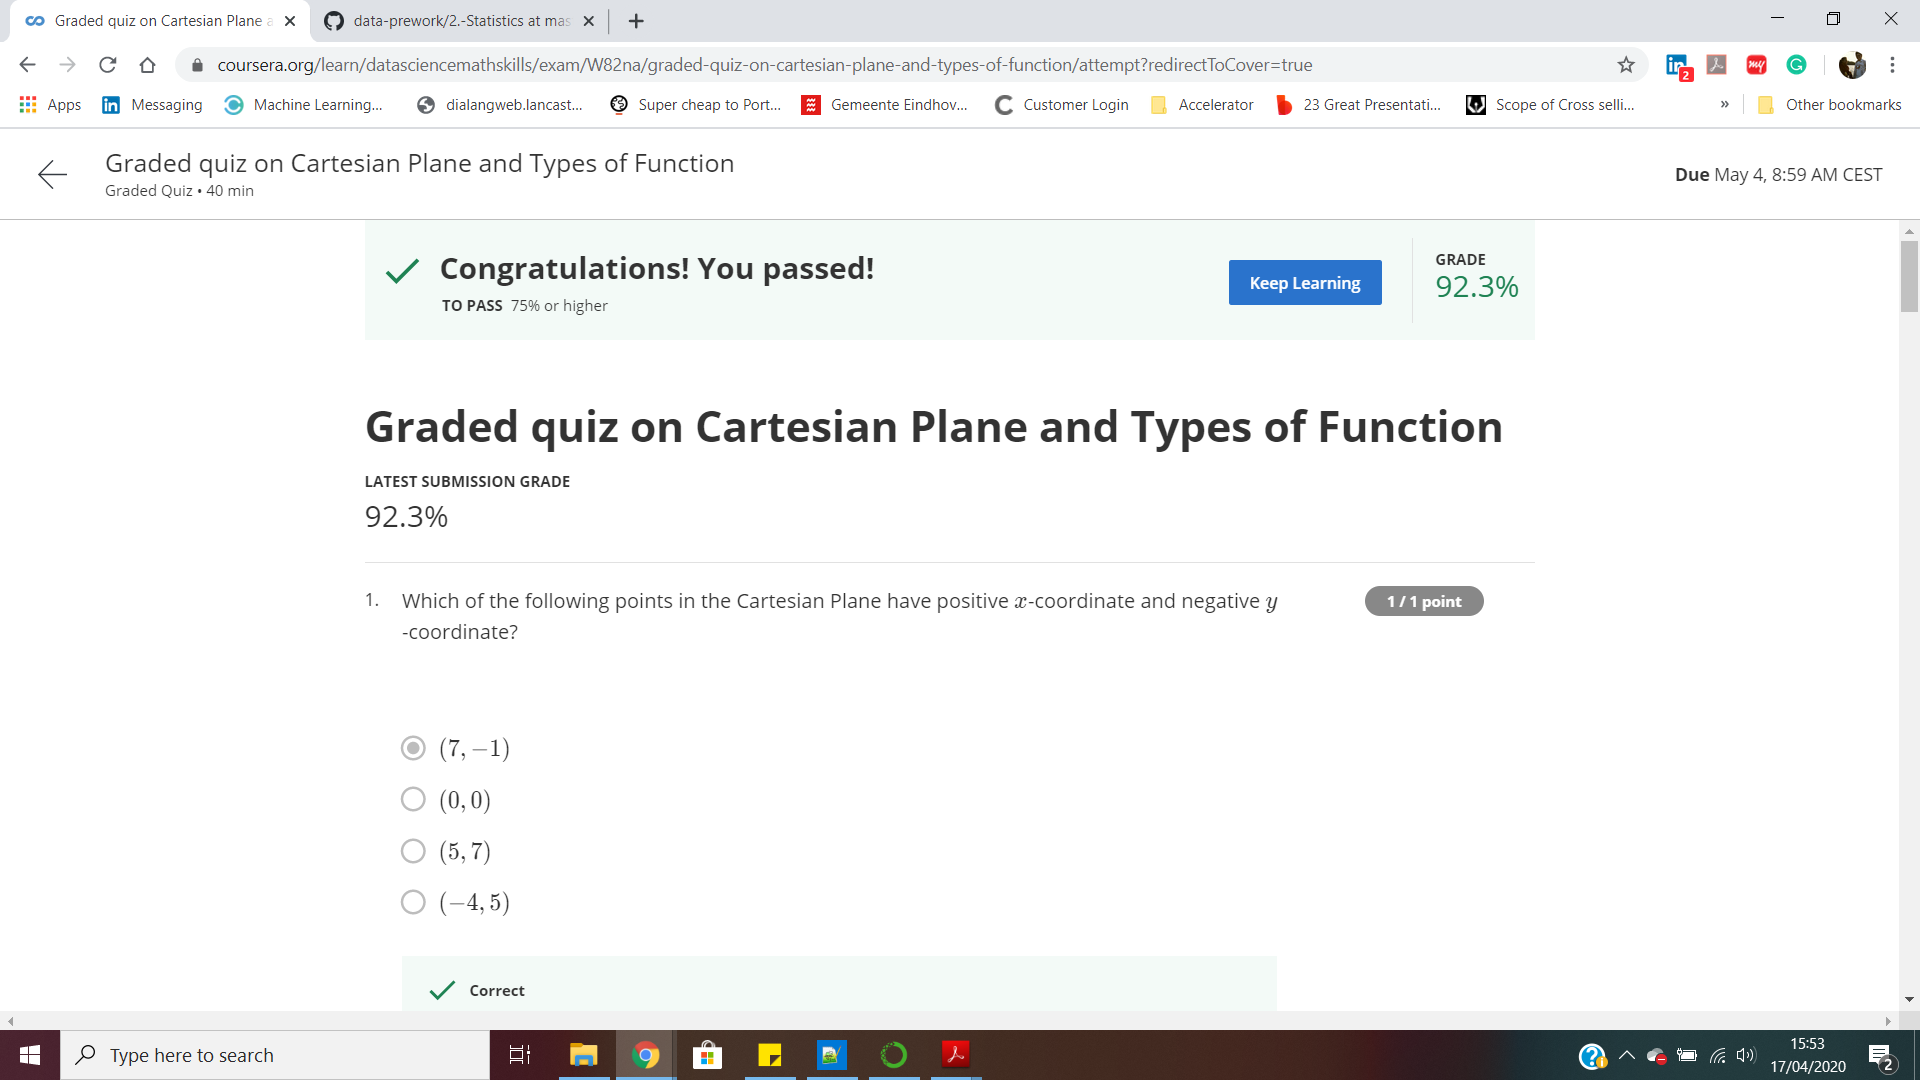 Graded quiz on Cartesian Plane a
data-prework/2.-Statistics at mas
coursera.org/learn/datasciencemathskills/exam/W82na/graded-quiz-on-cartesian-plane-and-types-of-function/attempt?redirectToCover=true
2
my
Apps
Messaging
Machine Learning...
dialangweb.lancast...
Super cheap to Port...
Gemeente Eindhov...
Customer Login
Accelerator
23 Great Presentati...
Scope of Cross selli...
»
Other bookmarks
Graded quiz on Cartesian Plane and Types of Function
Graded Quiz • 40 min
Due May 4, 8:59 AM CEST
Congratulations! You passed!
TO PASS 75% or higher
Keep Learning
GRADE
92.3%
Graded quiz on Cartesian Plane and Types of Function
LATEST SUBMISSION GRADE
92.3%
1. Which of the following points in the Cartesian Plane have positive x-coordinate and negative y
-coordinate?
1 / 1 point
(7, −1)
(0, 0)
(5, 7)
(−4, 5)
Correct
Type here to search
15:53
17/04/2020
2